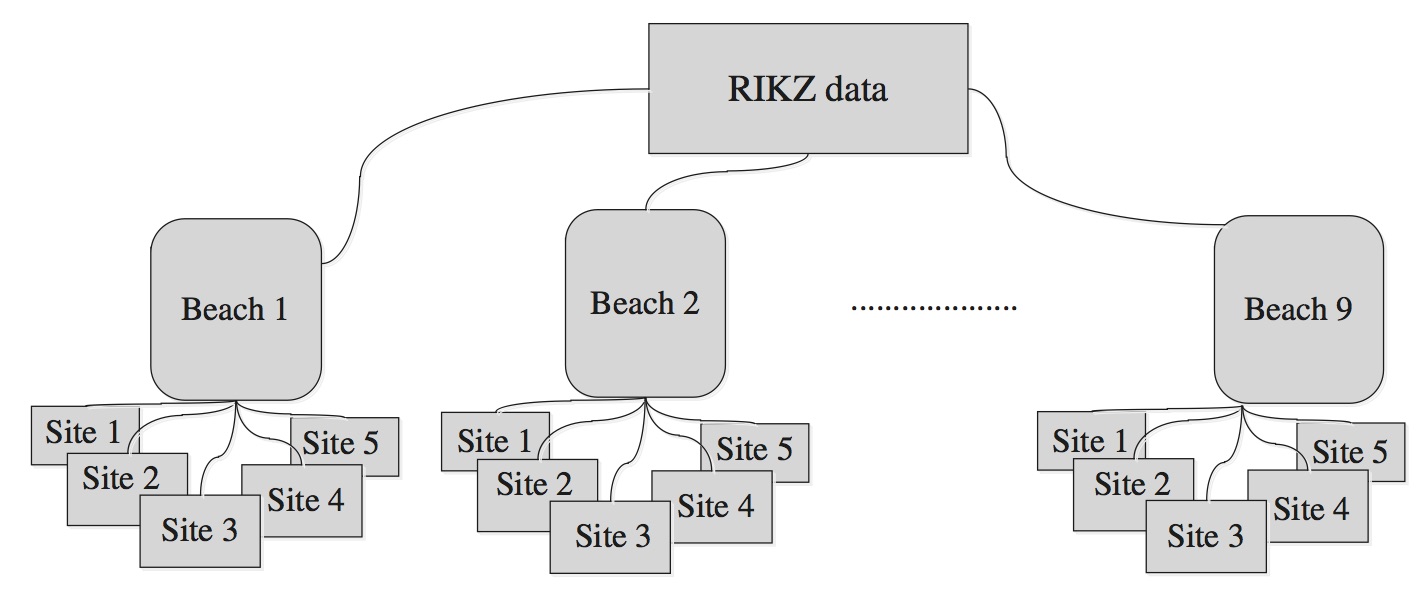 RIKZ data
Beach 1
Beach 2
...................
Beach 9
Site 1
Site 2
Site 3
Site 4
Site 5
Site 1
Site 2
Site 3
Site 4
Site 5
Site 1
Site 2
Site 3
Site 4
Site 5